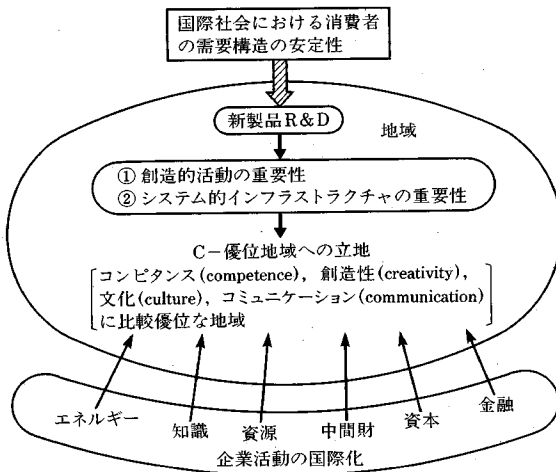 国際社会における消費者
の需要構造の安定性
新製品R&D
地域
① 創造的活動の重要性
② システム的インフラストラクチャの重要性
C−優位地域への立地
コンピタンス(competence), 創造性(creativity),
文化(culture), コミュニケーション(communication)
に比較優位な地域
エネルギー 知識 資源 中間財 資本 金融
企業活動の国際化